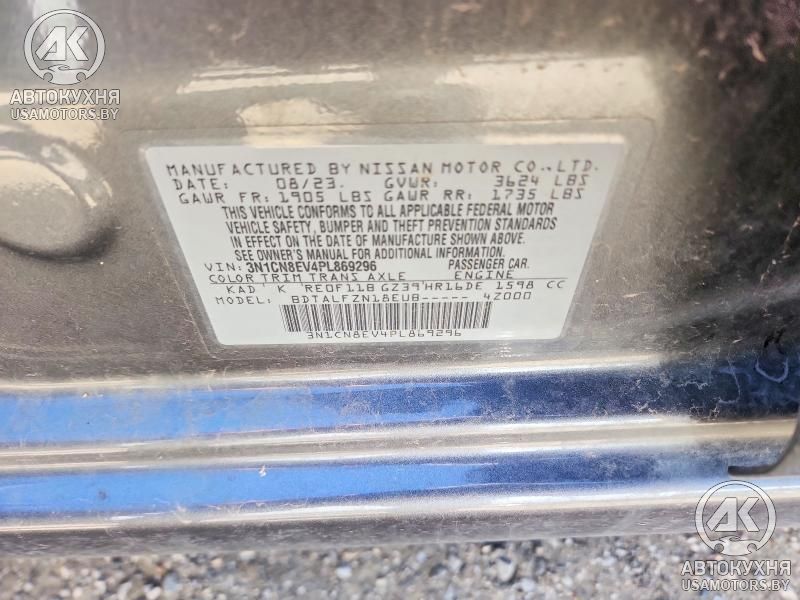 AK
АВТОКУХНЯ
USAMOTORS.BY
MANUFACTURED BY NISSAN MOTOR CO.,LTD.
DATE: 08/23. GVWR: 3624 LBS
GAWR FR: 1905 LBS GAWR RR: 1735 LBS
THIS VEHICLE CONFORMS TO ALL APPLICABLE FEDERAL MOTOR
VEHICLE SAFETY, BUMPER AND THEFT PREVENTION STANDARDS
IN EFFECT ON THE DATE OF MANUFACTURE SHOWN ABOVE.
SEE OWNER'S MANUAL FOR ADDITIONAL INFORMATION.
VIN: 3N1CN8EV4PL869296 PASSENGER CAR.
COLOR TRIM TRANS AXLE ENGINE
KAD K RE0F11B GZ39 HR16DE 1598 CC
MODEL: BDTALFZN18EUB----- 4Z000
3N1CN8EV4PL869296
AK
АВТОКУХНЯ
USAMOTORS.BY